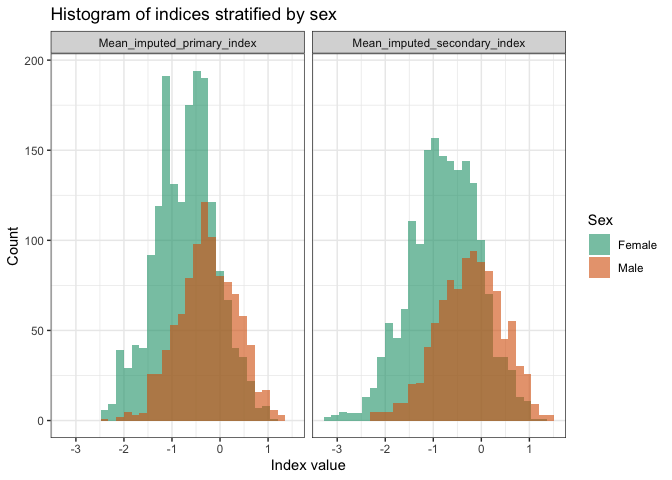 Histogram of indices stratified by sex
Mean_imputed_primary_index
Mean_imputed_secondary_index
200
150
100
50
0
Count
-3 -2 -1 0 1
-3 -2 -1 0 1
Index value
Sex
Female
Male